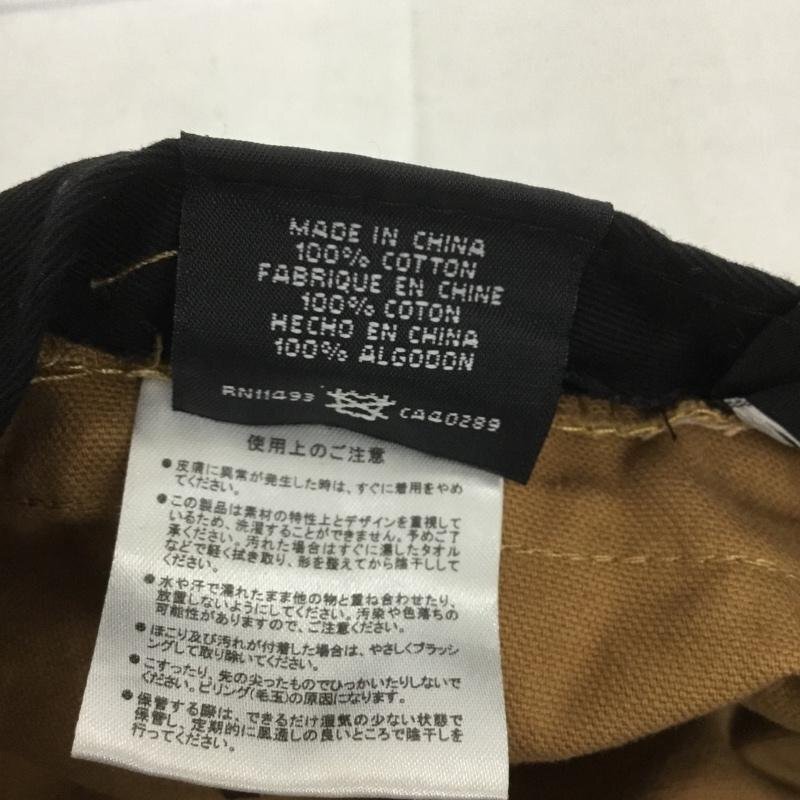 MADE IN CHINA
100% COTTON
FABRIQUE EN CHINE
100% COTON
HECHO EN CHINA
100% ALGODON
RN11493 CA40289
使用上のご注意
●皮膚に異常が発生した時は、すぐに着用をやめ
てください。
●この製品は素材の特性上とデザインを重視して
いるため、洗濯することができません。予めご了
承ください。汚れた場合はすぐに濡したタオル
などで軽く拭き取り、形を整えてから陰干しして
ください。
●水や汗で濡れたまま他の物と重ね合わせたり、
放置しないようにしてください。汚染や色落ちの
可能性がありますので、ご注意ください。
●ほこり及び汚れが付着した場合は、やさしくブラッシ
ングして取り除いてください。
●こすったり、先の尖ったものでひっかいたりしないで
ください。ピリング(毛玉)の原因になります。
●保管する際は、できるだけ湿気の少ない状態で
保管し、定期的に風通しの良いところで陰干しを
行ってください。